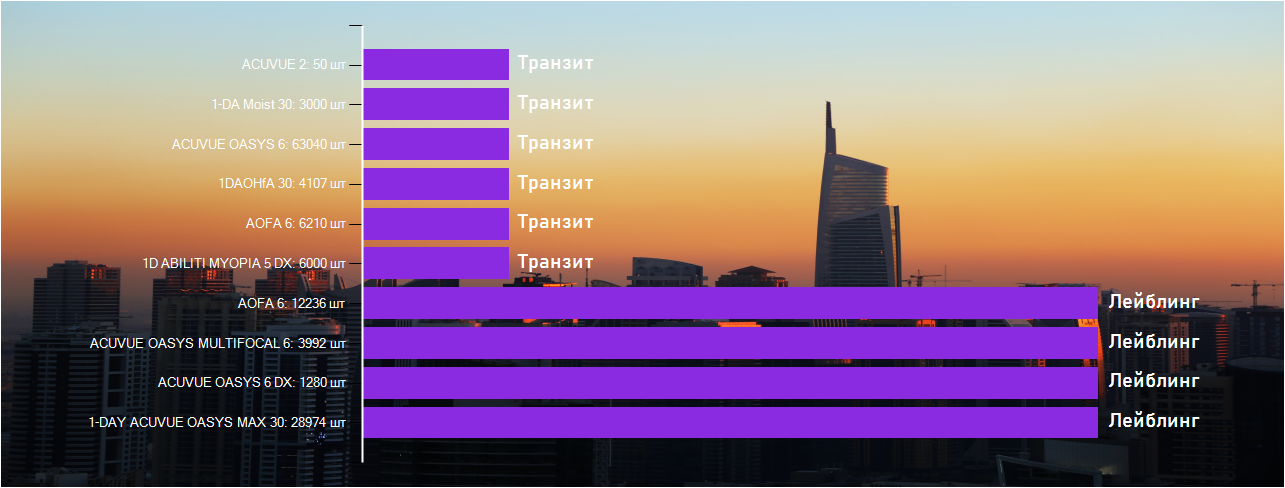 ACUVUE 2: 50 шт Транзит
1-DA Moist 30: 3000 шт Транзит
ACUVUE OASYS 6: 63040 шт Транзит
1DAOHfA 30: 4107 шт Транзит
AOFA 6: 6210 шт Транзит
1D ABILITI MYOPIA 5 DX: 6000 шт Транзит
AOFA 6: 12236 шт Лейблинг
ACUVUE OASYS MULTIFOCAL 6: 3992 шт Лейблинг
ACUVUE OASYS 6 DX: 1280 шт Лейблинг
1-DAY ACUVUE OASYS MAX 30: 28974 шт Лейблинг